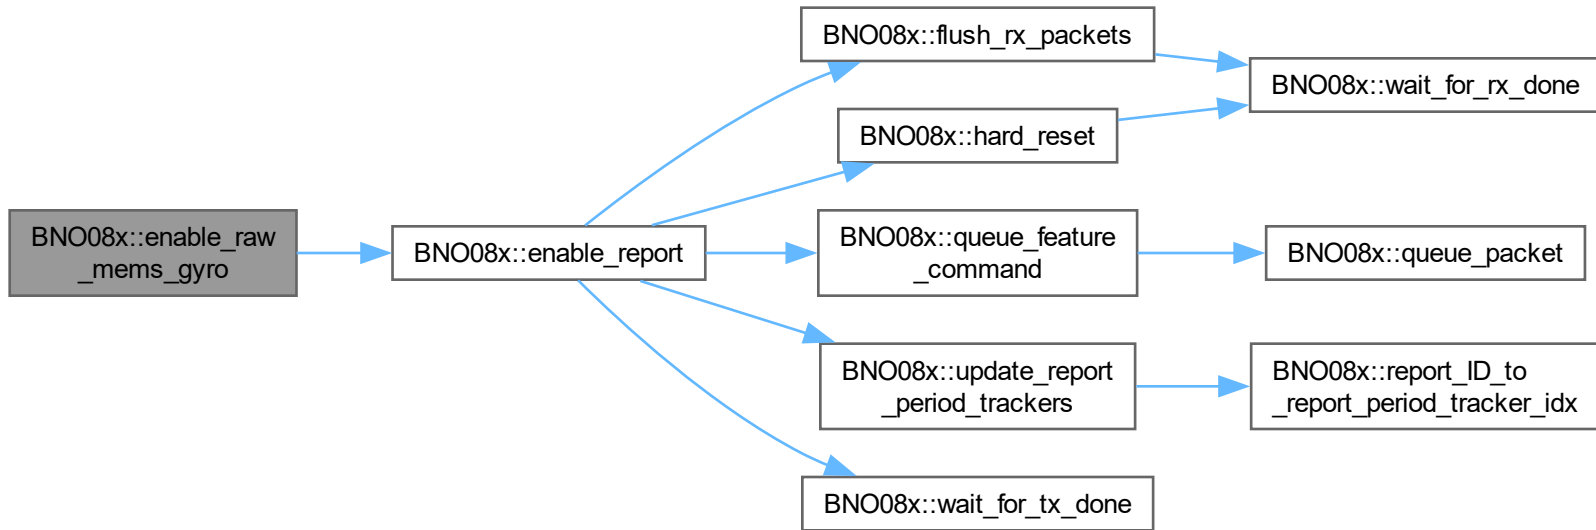 BNO08x::enable_raw
_mems_gyro
BNO08x::enable_report
BNO08x::flush_rx_packets
BNO08x::hard_reset
BNO08x::queue_feature
_command
BNO08x::update_report
_period_trackers
BNO08x::wait_for_tx_done
BNO08x::wait_for_rx_done
BNO08x::queue_packet
BNO08x::report_ID_to
_report_period_tracker_idx